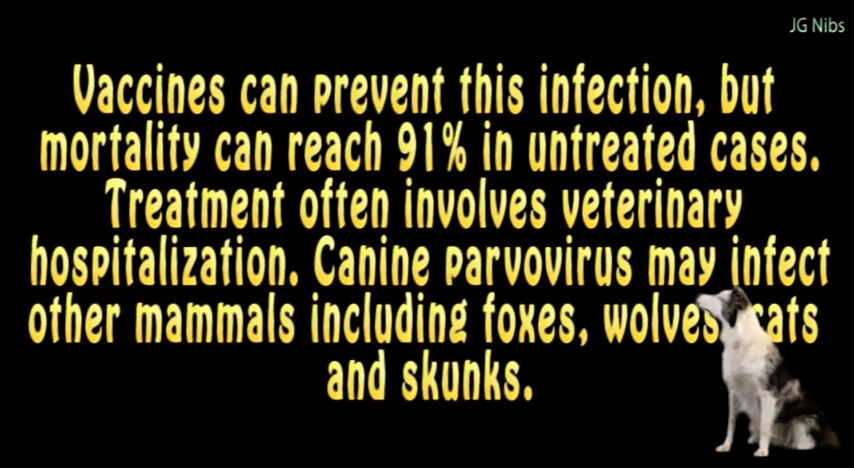 JG Nibs
Vaccines can prevent this infection, but
mortality can reach 91% in untreated cases.
Treatment often involves veterinary
hospitalization. Canine parvovirus may infect
other mammals including foxes, wolves, cats
and skunks.